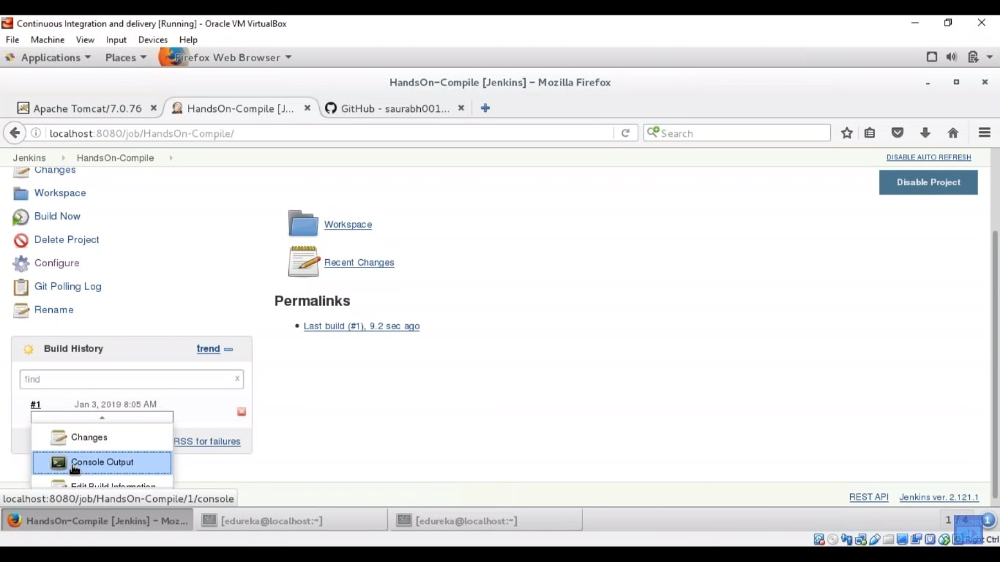 Continuous Integration and delivery [Running] - Oracle VM VirtualBox
File Machine View Input Devices Help
Applications Places Firefox Web Browser
HandsOn-Compile [Jenkins] - Mozilla Firefox
Apache Tomcat/7.0.76 HandsOn-Compile [J... GitHub - saurabh001...
localhost:8080/job/HandsOn-Compile/ Search
Jenkins HandsOn-Compile DISABLE AUTO REFRESH
Changes
Disable Project
Workspace
Build Now
Delete Project
Configure
Git Polling Log
Rename
Workspace
Recent Changes
Permalinks
Last build (#1), 9.2 sec ago
Build History trend
find x
#1 Jan 3, 2019 8:05 AM
Changes
RSS for failures
Console Output
Edit Build Information
localhost:8080/job/HandsOn-Compile/1/console
REST API Jenkins ver. 2.121.1
HandsOn-Compile [Jenkins] - Moz... [edureka@localhost:~] [edureka@localhost:~] 1 / 4 1
Right Ctrl